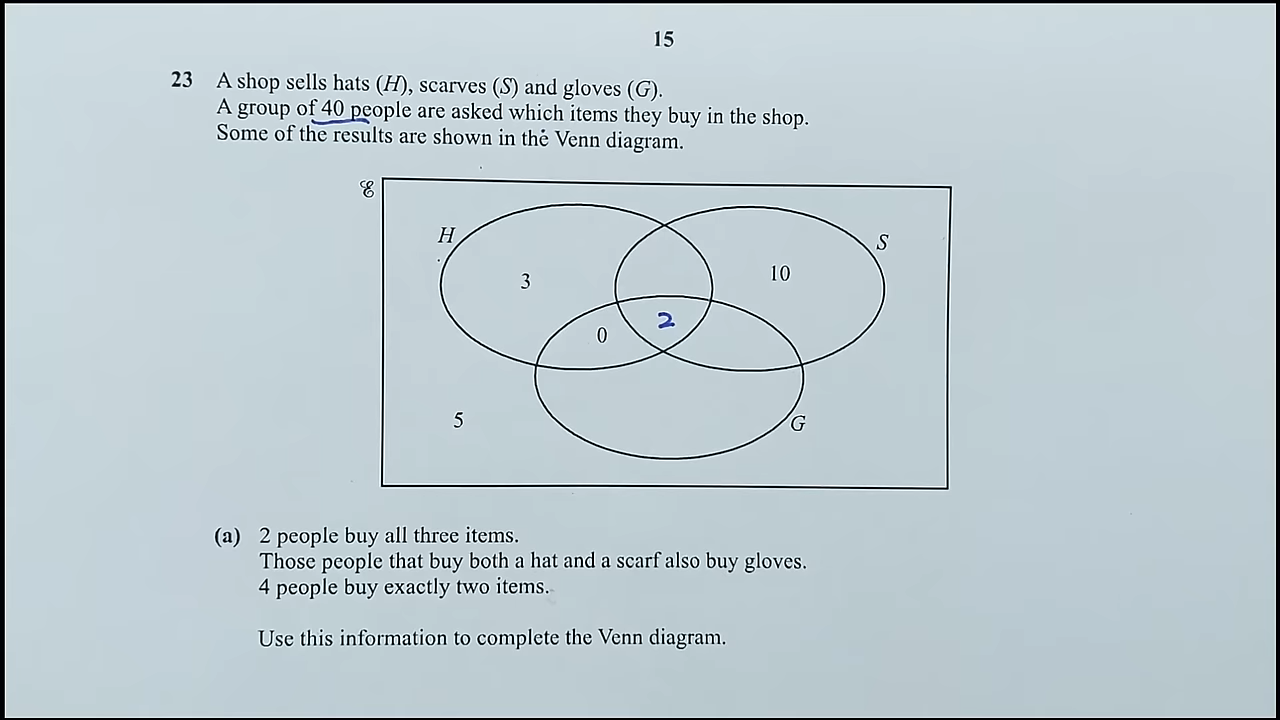 15
23 A shop sells hats (H), scarves (S) and gloves (G).
A group of 40 people are asked which items they buy in the shop.
Some of the results are shown in the Venn diagram.
ℰ
H
S
3
10
2
0
5
G
(a) 2 people buy all three items.
Those people that buy both a hat and a scarf also buy gloves.
4 people buy exactly two items.
Use this information to complete the Venn diagram.